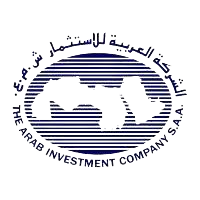 الشركة العربية للاستثمار ش.م.ع.
THE ARAB INVESTMENT COMPANY S.A.A.